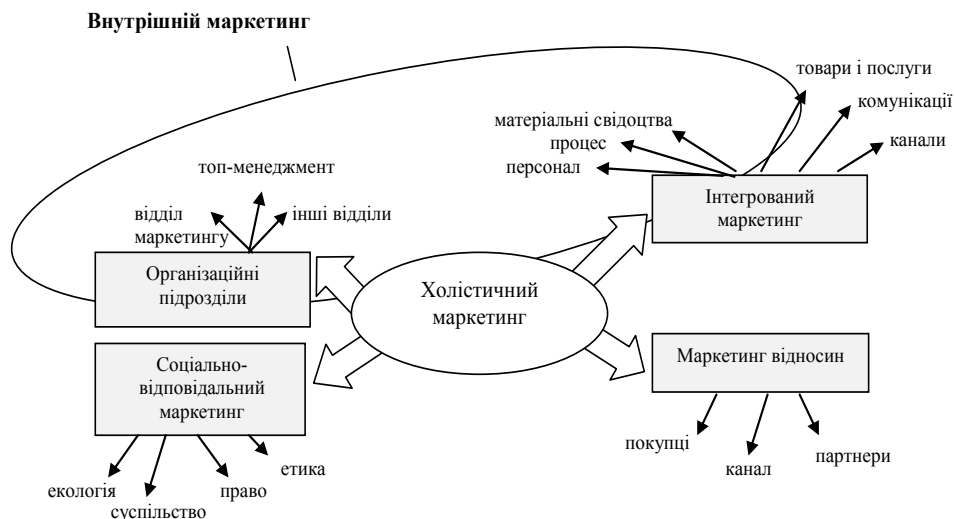 Внутрішній маркетинг
товари і послуги
комунікації
матеріальні свідоцтва
канали
процес
персонал
топ-менеджмент
Інтегрований
маркетинг
відділ
маркетингу
інші відділи
Організаційні
підрозділи
Холістичний
маркетинг
Соціально-
відповідальний
маркетинг
Маркетинг відносин
покупці
канал
партнери
етика
екологія
право
суспільство